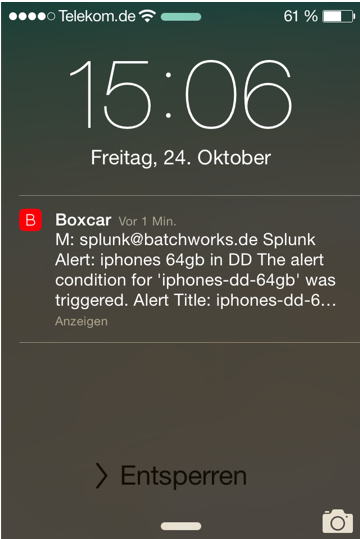 Telekom.de 61 %
15:06
Freitag, 24. Oktober
B Boxcar Vor 1 Min.
M: splunk@batchworks.de Splunk
Alert: iphones 64gb in DD The alert
condition for 'iphones-dd-64gb' was
triggered. Alert Title: iphones-dd-6…
Anzeigen
Entsperren